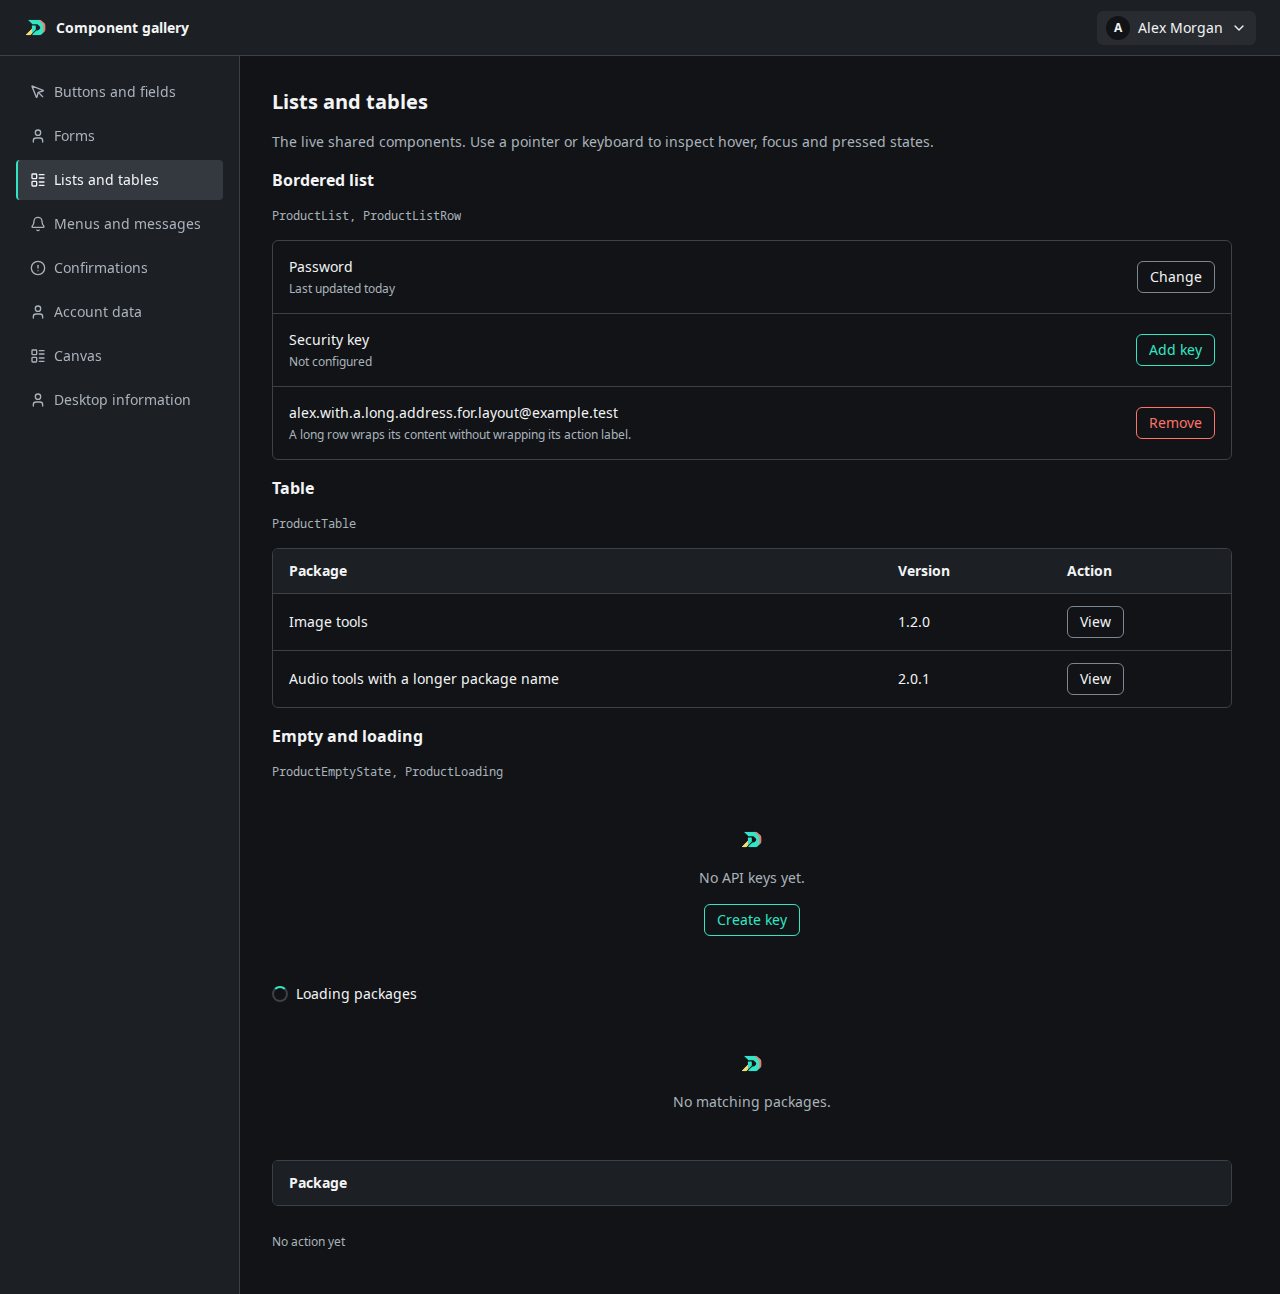 Component gallery
A Alex Morgan
Buttons and fields
Forms
Lists and tables
Menus and messages
Confirmations
Account data
Canvas
Desktop information
Lists and tables
The live shared components. Use a pointer or keyboard to inspect hover, focus and pressed states.
Bordered list
ProductList, ProductListRow
Password
Last updated today
Change
Security key
Not configured
Add key
alex.with.a.long.address.for.layout@example.test
A long row wraps its content without wrapping its action label.
Remove
Table
ProductTable
Package Version Action
Image tools 1.2.0 View
Audio tools with a longer package name 2.0.1 View
Empty and loading
ProductEmptyState, ProductLoading
No API keys yet.
Create key
Loading packages
No matching packages.
Package
No action yet